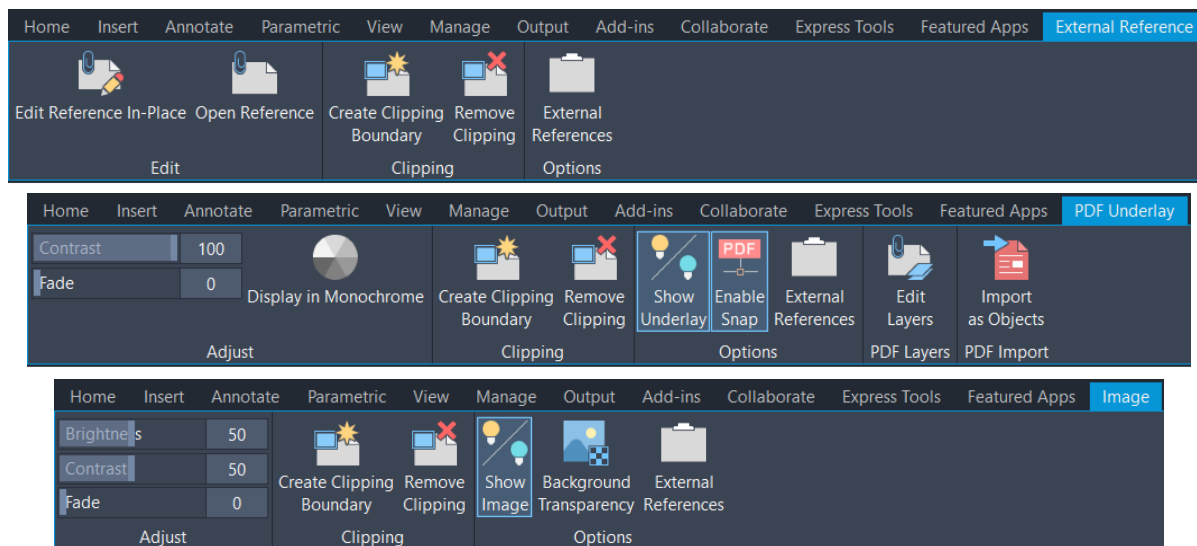 Home Insert Annotate Parametric View Manage Output Add-ins Collaborate Express Tools Featured Apps External Reference
Edit Reference In-Place Open Reference Create Clipping Boundary Remove Clipping External References
Edit Clipping Options
Home Insert Annotate Parametric View Manage Output Add-ins Collaborate Express Tools Featured Apps PDF Underlay
Contrast 100
Fade 0
Display in Monochrome Create Clipping Boundary Remove Clipping Show Underlay PDF Enable Snap External References Edit Layers Import as Objects
Adjust Clipping Options PDF Layers PDF Import
Home Insert Annotate Parametric View Manage Output Add-ins Collaborate Express Tools Featured Apps Image
Brightness 50
Contrast 50
Fade 0
Create Clipping Boundary Remove Clipping Show Image Background Transparency External References
Adjust Clipping Options